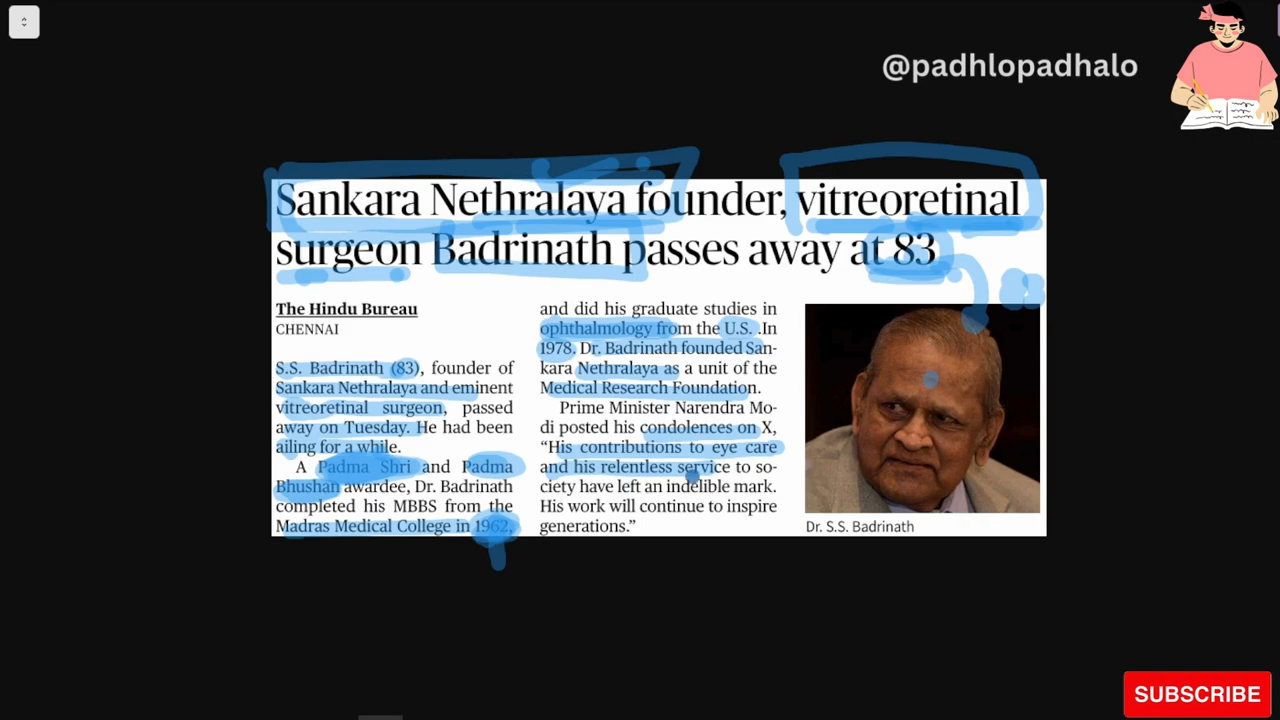 @padhlopadhalo
Sankara Nethralaya founder, vitreoretinal
surgeon Badrinath passes away at 83
The Hindu Bureau
CHENNAI
S.S. Badrinath (83), founder of
Sankara Nethralaya and eminent
vitreoretinal surgeon, passed
away on Tuesday. He had been
ailing for a while.
A Padma Shri and Padma
Bhushan awardee, Dr. Badrinath
completed his MBBS from the
Madras Medical College in 1962,
and did his graduate studies in
ophthalmology from the U.S. .In
1978, Dr. Badrinath founded San-
kara Nethralaya as a unit of the
Medical Research Foundation.
Prime Minister Narendra Mo-
di posted his condolences on X,
“His contributions to eye care
and his relentless service to so-
ciety have left an indelible mark.
His work will continue to inspire
generations.”
Dr. S.S. Badrinath
SUBSCRIBE